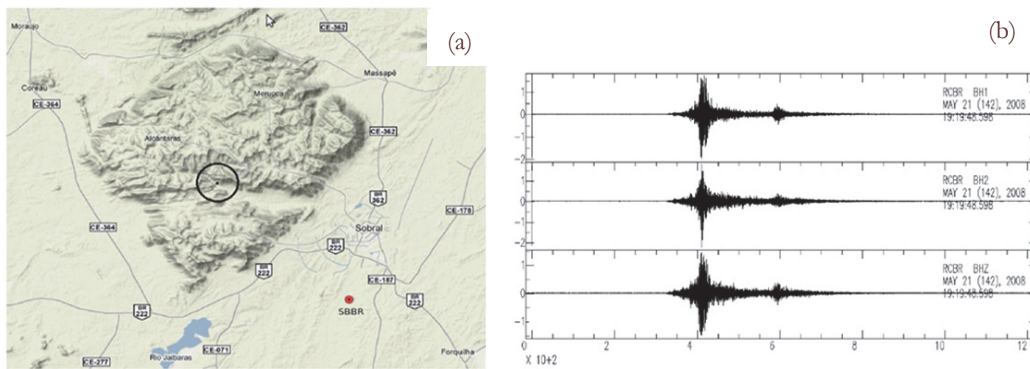 (a)
Moraujo
CE-362
Massapê
Coreau
CE-364
Meruoca
CE-362
Alcântaras
BR
362
CE-178
CE-364
Sobral
BR
222
BR
222
CE-187
SBBR
BR
222
BR
222
Rio Jaibaras
CE-277
CE-071
Forquilha
(b)
RCBR BH1
MAY 21 (142), 2008
19:19:48.598
1
0
-1
-2
RCBR BH2
MAY 21 (142), 2008
19:19:48.598
1
0
-1
-2
RCBR BHZ
MAY 21 (142), 2008
19:19:48.598
1
0
-1
0 2 4 6 8 10 12
X 10+2